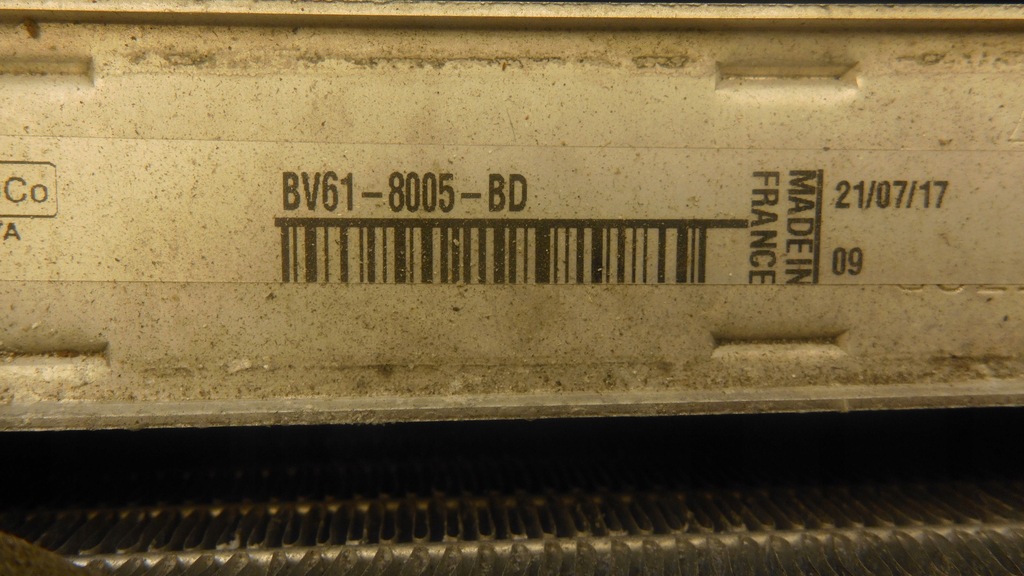 Co
BV61-8005-BD
MADE IN
FRANCE
21/07/17
09